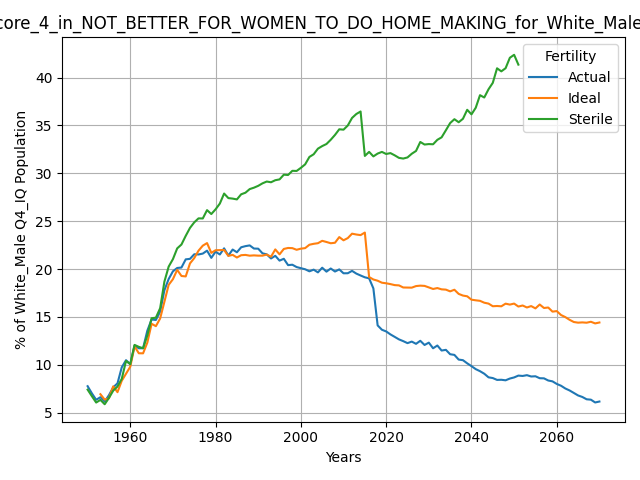 core_4_in_NOT_BETTER_FOR_WOMEN_TO_DO_HOME_MAKING_for_White_Male
% of White_Male Q4_IQ Population
40
35
30
25
20
15
10
5
1960
1980
2000
2020
2040
2060
Years
Fertility
Actual
Ideal
Sterile